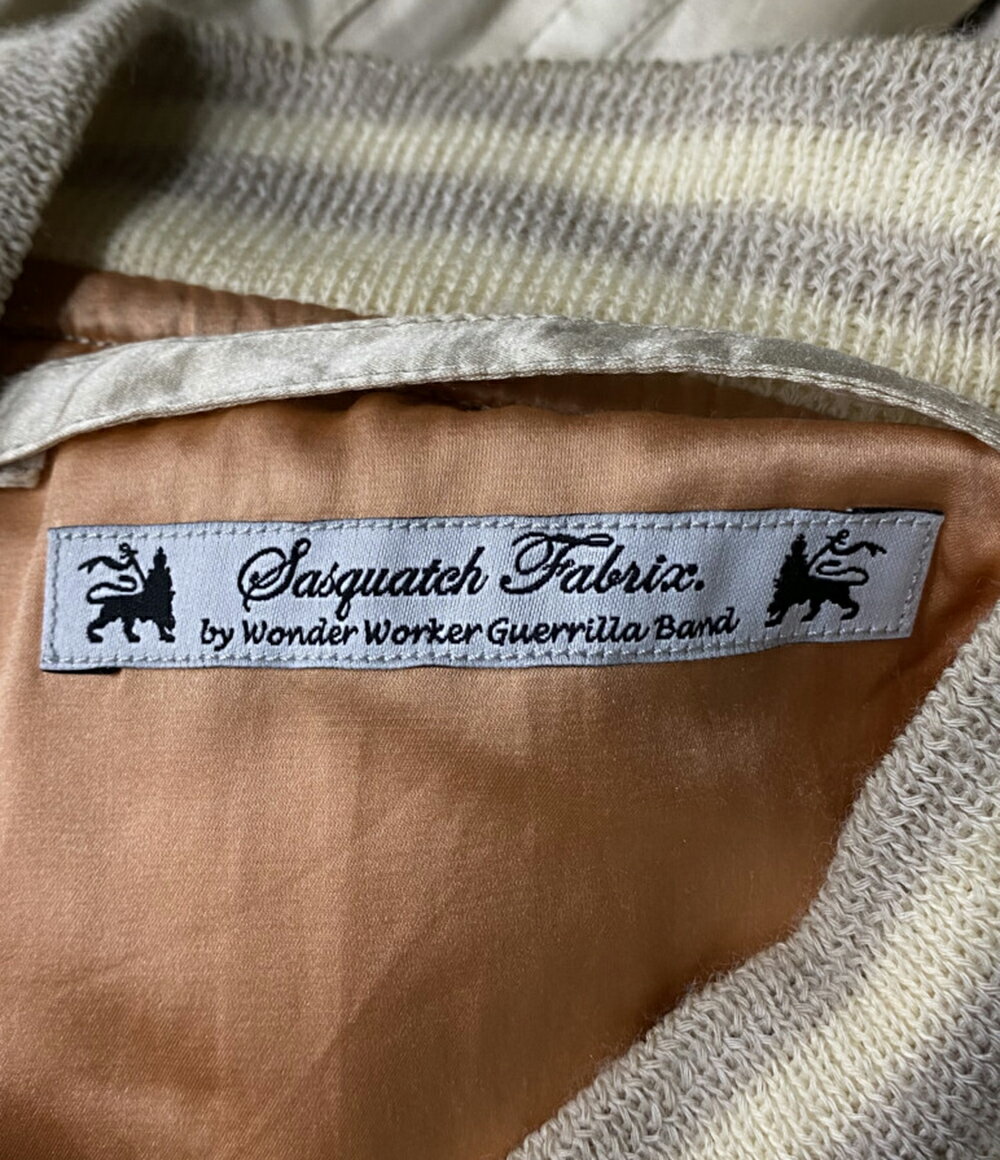 Sasquatch Fabrix.
by Wonder Worker Guerrilla Band